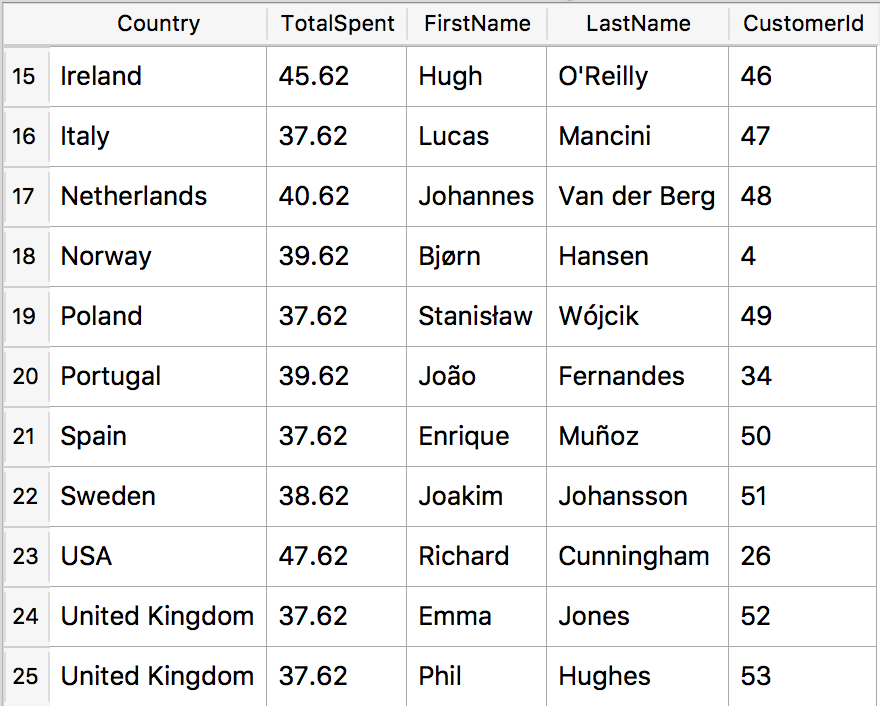 Country TotalSpent FirstName LastName CustomerId
15 Ireland 45.62 Hugh O'Reilly 46
16 Italy 37.62 Lucas Mancini 47
17 Netherlands 40.62 Johannes Van der Berg 48
18 Norway 39.62 Bjørn Hansen 4
19 Poland 37.62 Stanisław Wójcik 49
20 Portugal 39.62 João Fernandes 34
21 Spain 37.62 Enrique Muñoz 50
22 Sweden 38.62 Joakim Johansson 51
23 USA 47.62 Richard Cunningham 26
24 United Kingdom 37.62 Emma Jones 52
25 United Kingdom 37.62 Phil Hughes 53